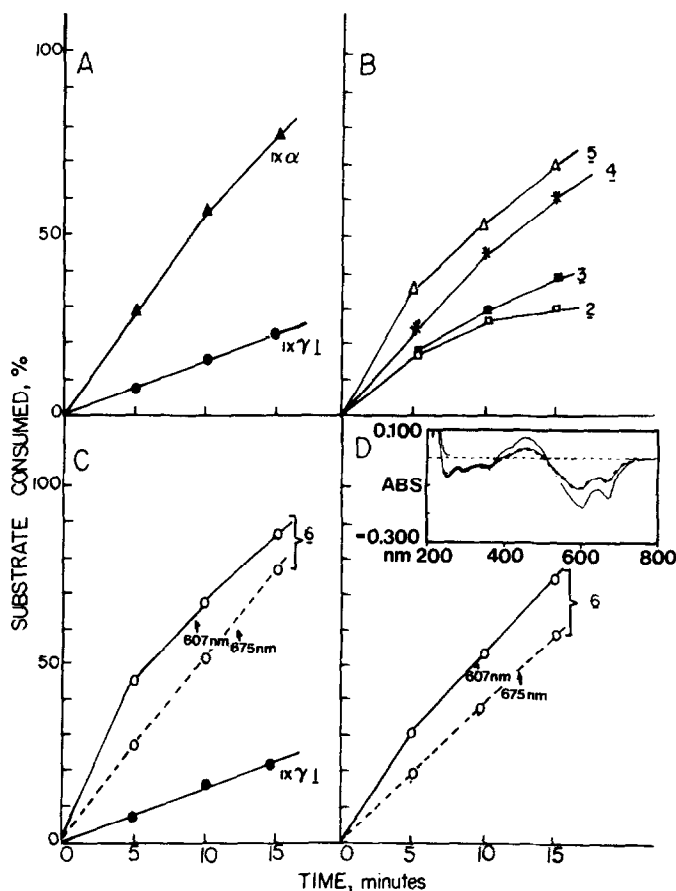 100
A
IXα
50
IXγ1
0
B
5
4
3
2
SUBSTRATE CONSUMED, %
C
100
6
607nm
675nm
50
IXγ1
0
0
5
10
15
D
0.100
ABS
-0.300
nm
200
400
600
800
6
607nm
675nm
0
5
10
15
TIME, minutes